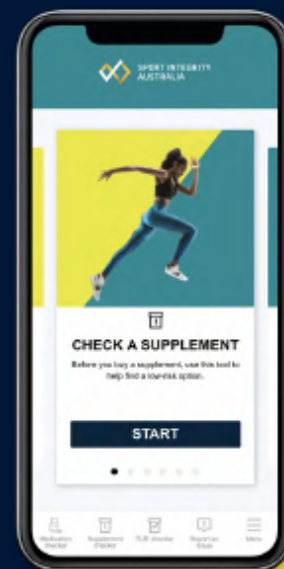 SPORT INTEGRITY
AUSTRALIA
CHECK A SUPPLEMENT
Before you buy a supplement, use this tool to
help find a low-risk option.
START
Medication
checker
Supplement
checker
TUE checker
Report an
issue
Menu